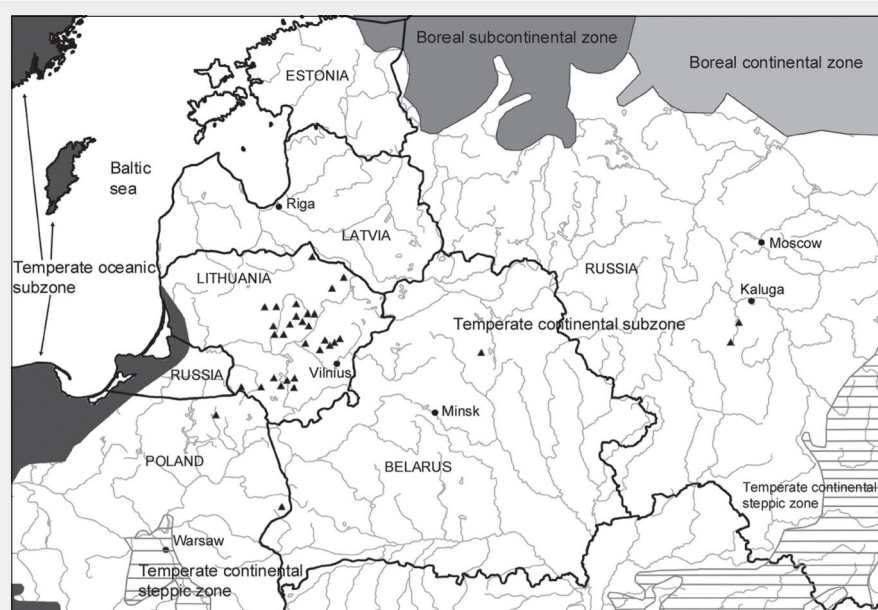 Boreal subcontinental zone
Boreal continental zone
ESTONIA
Baltic
sea
Riga
LATVIA
Moscow
Temperate oceanic
subzone
LITHUANIA
RUSSIA
Kaluga
Temperate continental subzone
RUSSIA
Vilnius
Minsk
POLAND
BELARUS
Temperate continental
steppic zone
Warsaw
Temperate continental
steppic zone